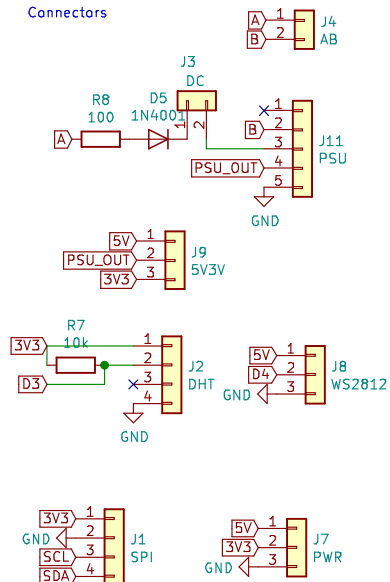 Connectors
A 1 J4
B 2 AB
J3
DC
R8
100
D5
1N4001
A
1 2
1
B 2
3
PSU_OUT 4
5
J11
PSU
GND
5V 1
PSU_OUT 2
3V3 3
J9
5V3V
R7
10k
3V3
D3
1
2
3
4
J2
DHT
GND
5V 1
D4 2
GND 3
J8
WS2812
3V3 1
GND 2
SCL 3
SDA 4
J1
SPI
5V 1
3V3 2
GND 3
J7
PWR